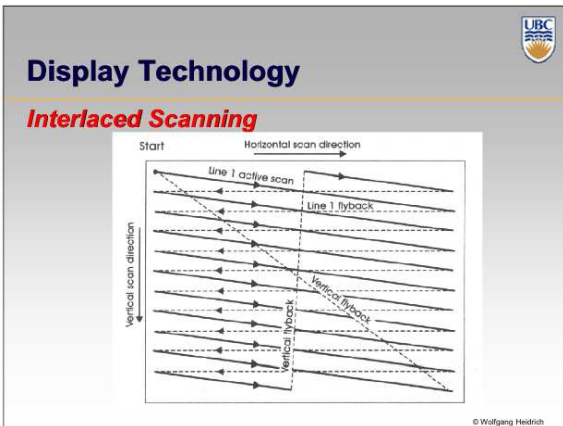 UBC
Display Technology
Interlaced Scanning
Start
Horizontal scan direction
Line 1 active scan
Line 1 flyback
Vertical scan direction
Vertical flyback
Vertical flyback
© Wolfgang Heidrich